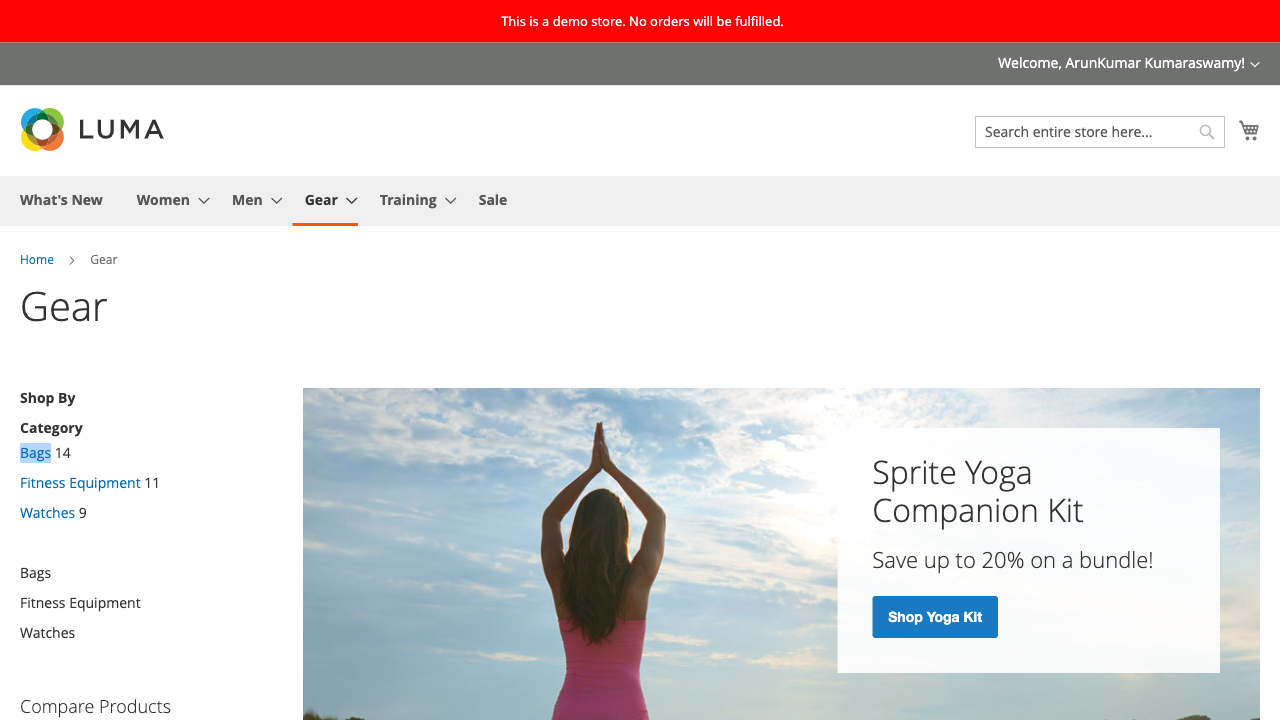 This is a demo store. No orders will be fulfilled.
Welcome, ArunKumar Kumaraswamy!
LUMA
Search entire store here...
What's New Women Men Gear Training Sale
Home Gear
Gear
Shop By
Category
Bags 14
Fitness Equipment 11
Watches 9
Bags
Fitness Equipment
Watches
Compare Products
Sprite Yoga
Companion Kit
Save up to 20% on a bundle!
Shop Yoga Kit